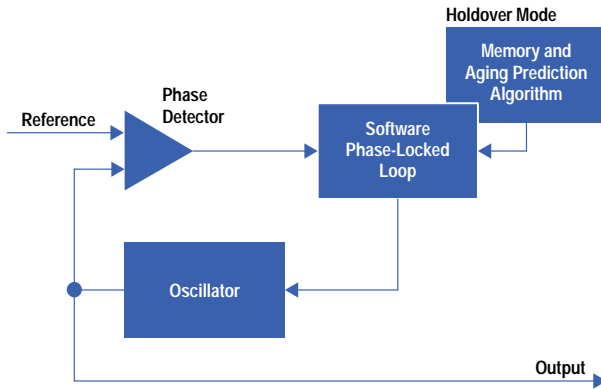 Holdover Mode
Memory and
Aging Prediction
Algorithm
Phase
Detector
Reference
Software
Phase-Locked
Loop
Oscillator
Output